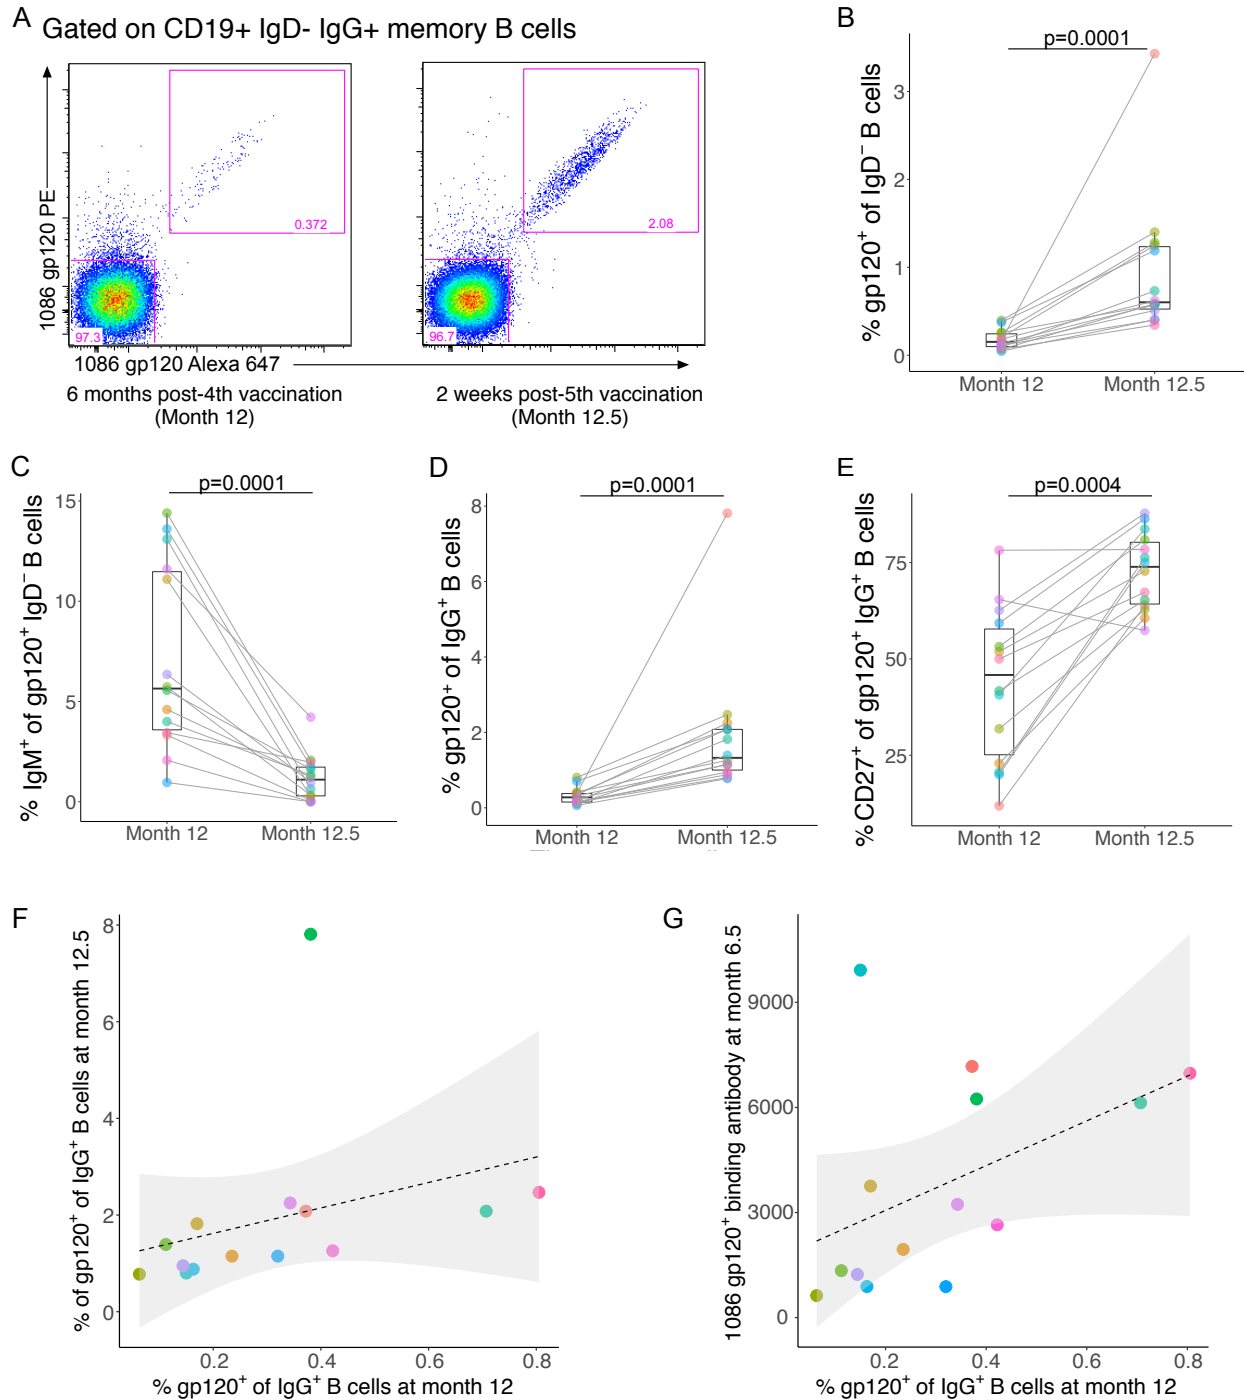 A
Gated on CD19+ IgD- IgG+ memory B cells
1086 gp120 PE
0.372
97.3
2.08
96.7
1086 gp120 Alexa 647
6 months post-4th vaccination
(Month 12)
2 weeks post-5th vaccination
(Month 12.5)
B
p=0.0001
% gp120⁺ of IgD⁻ B cells
3
2
1
0
Month 12
Month 12.5
C
p=0.0001
% IgM⁺ of gp120⁺ IgD⁻ B cells
15
10
5
0
Month 12
Month 12.5
D
p=0.0001
% gp120⁺ of IgG⁺ B cells
8
6
4
2
0
Month 12
Month 12.5
E
p=0.0004
% CD27⁺ of gp120⁺ IgG⁺ B cells
75
50
25
Month 12
Month 12.5
F
% of gp120⁺ of IgG⁺ B cells at month 12.5
8
6
4
2
0
0.2
0.4
0.6
0.8
% gp120⁺ of IgG⁺ B cells at month 12
G
1086 gp120⁺ binding antibody at month 6.5
9000
6000
3000
0
0.2
0.4
0.6
0.8
% gp120⁺ of IgG⁺ B cells at month 12